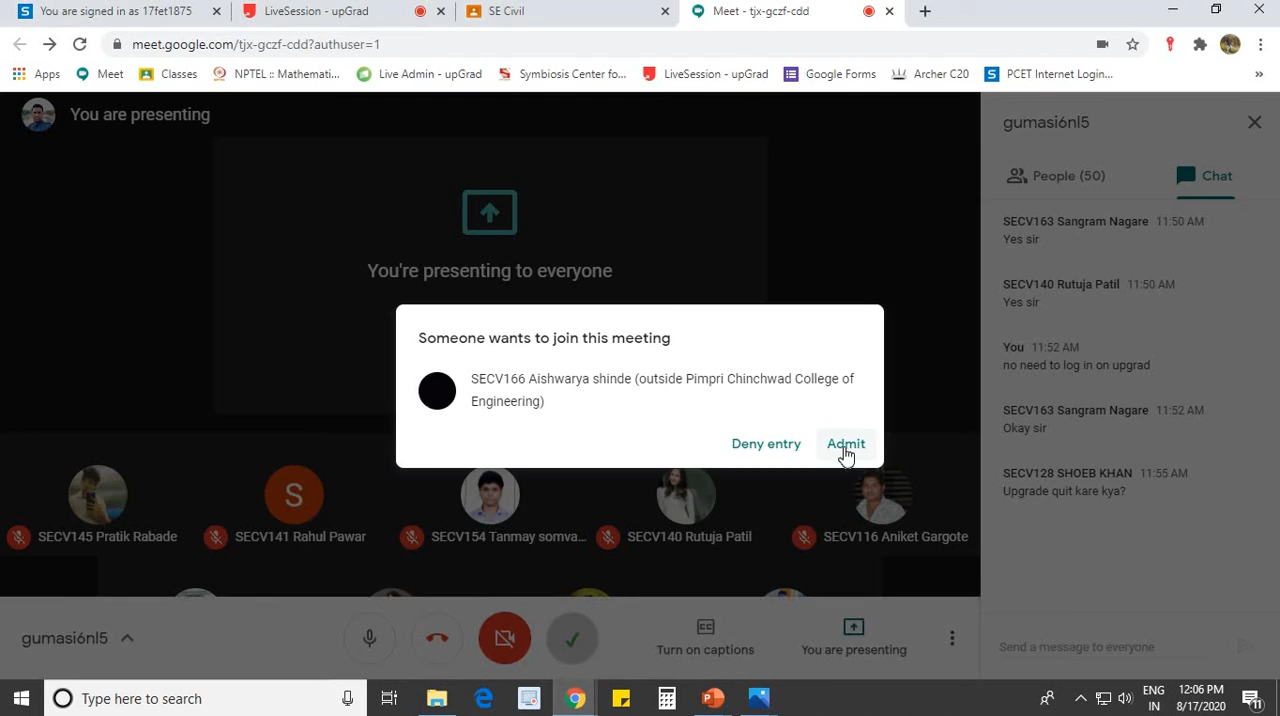 You are signed in as 17fet1875
LiveSession - upGrad
SE Civil
Meet - tjx-gczf-cdd
meet.google.com/tjx-gczf-cdd?authuser=1
Apps
Meet
Classes
NPTEL :: Mathemati...
Live Admin - upGrad
Symbiosis Center fo...
LiveSession - upGrad
Google Forms
Archer C20
PCET Internet Login...
You are presenting
You're presenting to everyone
gumasiónl5
People (50)
Chat
SECV163 Sangram Nagare 11:50 AM
Yes sir
SECV140 Rutuja Patil 11:50 AM
Yes sir
You 11:52 AM
no need to log in on upgrad
SECV163 Sangram Nagare 11:52 AM
Okay sir
SECV128 SHOEB KHAN 11:55 AM
Upgrade quit kare kya?
Send a message to everyone
Someone wants to join this meeting
SECV166 Aishwarya shinde (outside Pimpri Chinchwad College of
Engineering)
Deny entry
Admit
SECV145 Pratik Rabade
S
SECV141 Rahul Pawar
SECV154 Tanmay somva...
SECV140 Rutuja Patil
SECV116 Aniket Gargote
gumasiónl5
Turn on captions
You are presenting
Type here to search
ENG
IN
12:06 PM
8/17/2020
11